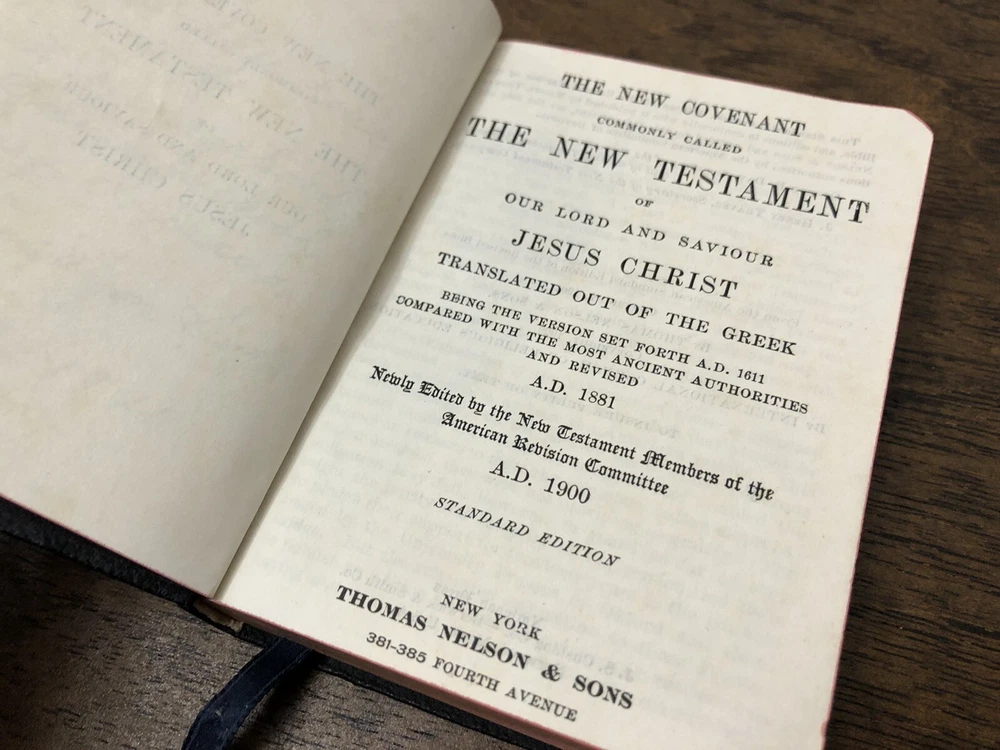 THE NEW COVENANT
COMMONLY CALLED
THE NEW TESTAMENT
OF
OUR LORD AND SAVIOUR
JESUS CHRIST
TRANSLATED OUT OF THE GREEK
BEING THE VERSION SET FORTH A.D. 1611
COMPARED WITH THE MOST ANCIENT AUTHORITIES
AND REVISED
A.D. 1881
Newly Edited by the New Testament Members of the
American Revision Committee
A.D. 1900
STANDARD EDITION
NEW YORK
THOMAS NELSON & SONS
381-385 FOURTH AVENUE